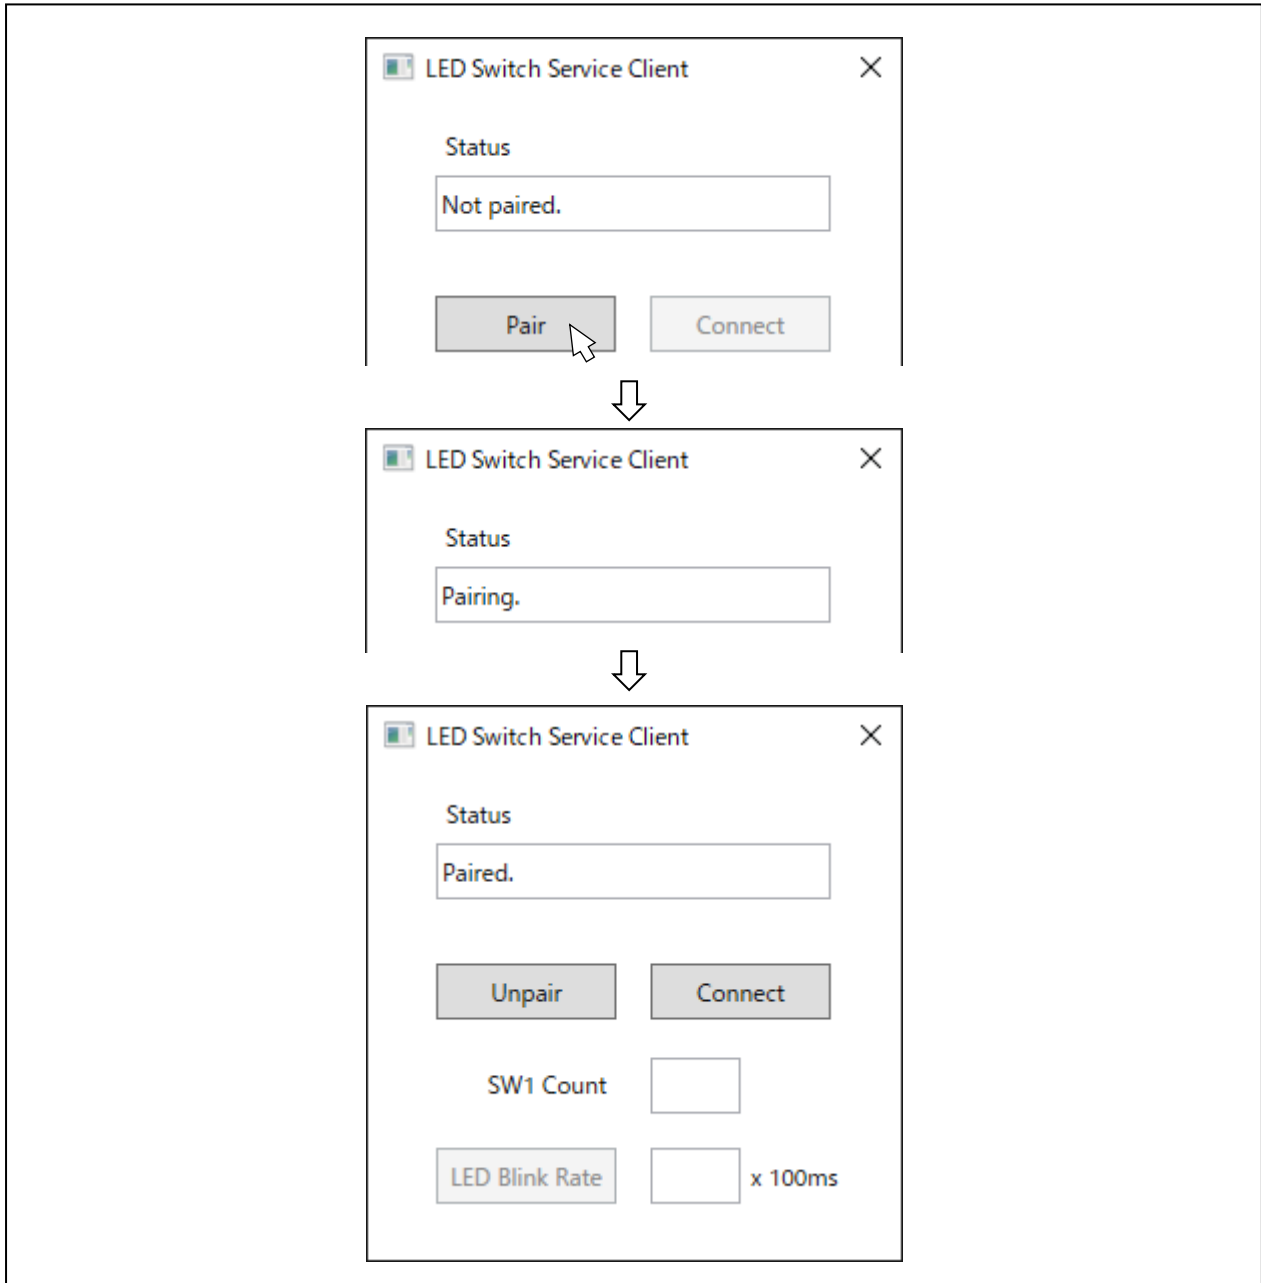 LED Switch Service Client
Status
Not paired.
Pair Connect
LED Switch Service Client
Status
Pairing.
LED Switch Service Client
Status
Paired.
Unpair Connect
SW1 Count
LED Blink Rate x 100ms